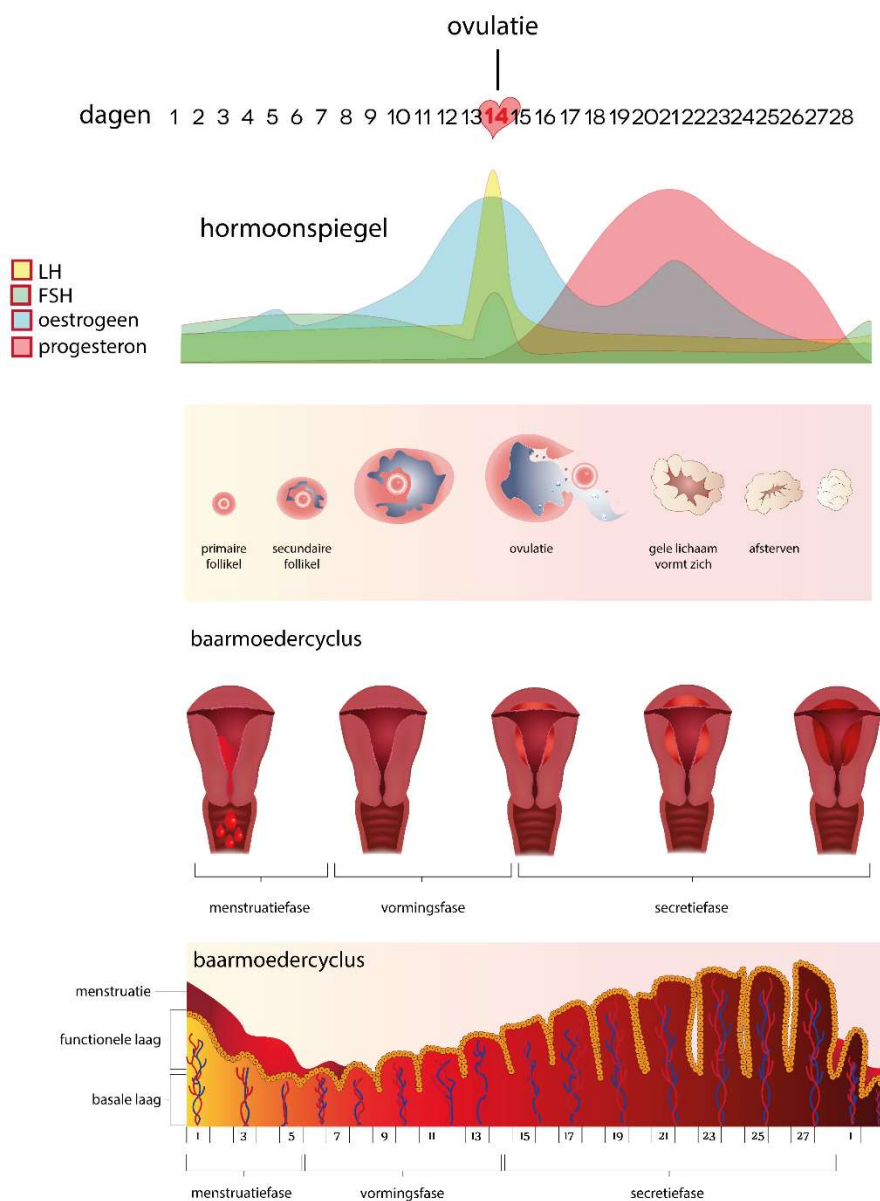 ovulatie
dagen 1 2 3 4 5 6 7 8 9 10 11 12 13 14 15 16 17 18 19 20 21 22 23 24 25 26 27 28
hormoonspiegel
LH
FSH
oestrogeen
progesteron
primaire
follikel
secundaire
follikel
ovulatie
gele lichaam
vormt zich
afsterven
baarmoedercyclus
menstruatiefase vormingsfase secretiefase
baarmoedercyclus
menstruatie
functionele laag
basale laag
1 3 5 7 9 11 13 15 17 19 21 23 25 27 1
menstruatiefase vormingsfase secretiefase